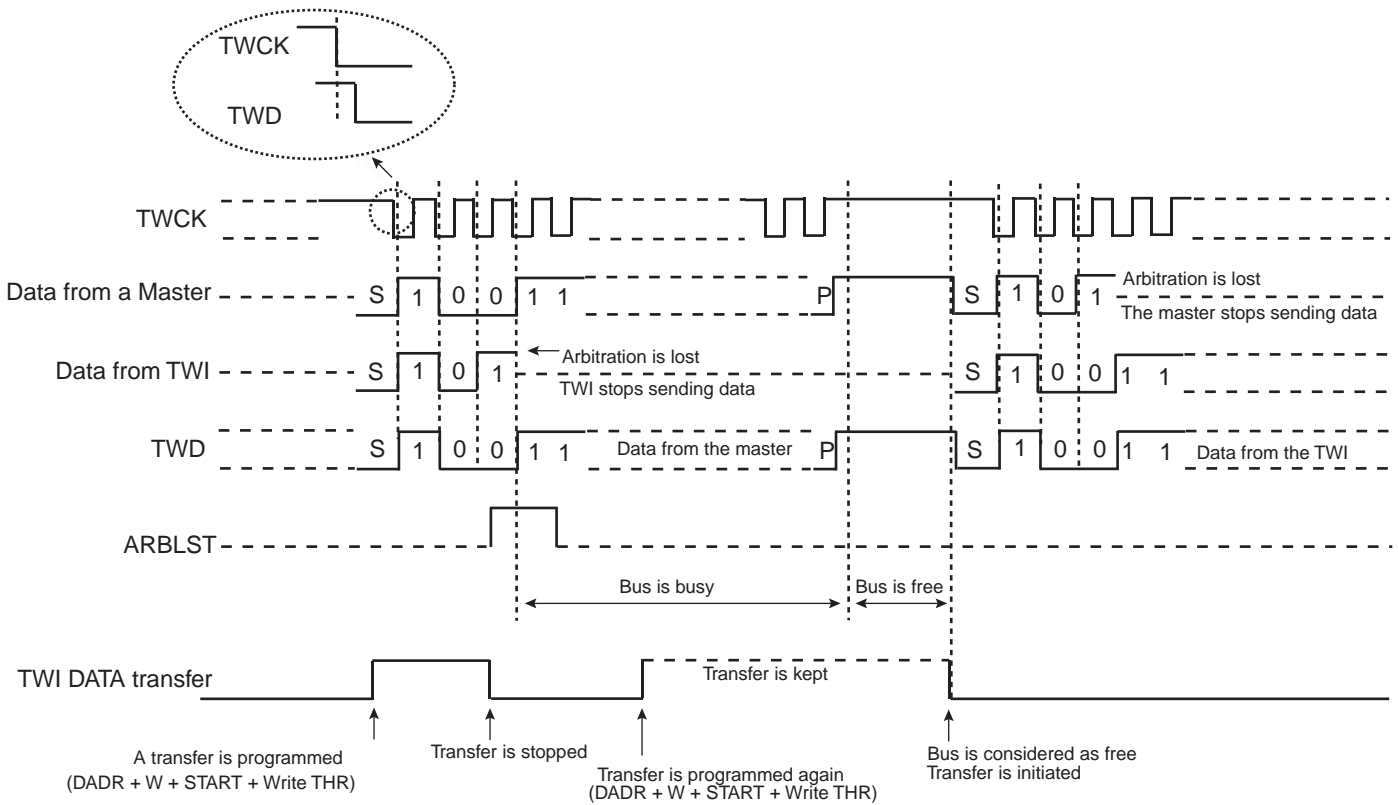 TWCK
TWD
TWCK
Data from a Master S 1 0 0 1 1 P S 1 0 1 Arbitration is lost
The master stops sending data
Data from TWI S 1 0 1 Arbitration is lost S 1 0 0 1 1
TWI stops sending data
TWD S 1 0 0 1 1 Data from the master P S 1 0 0 1 1 Data from the TWI
ARBLST
Bus is busy Bus is free
TWI DATA transfer Transfer is kept
A transfer is programmed
(DADR + W + START + Write THR)
Transfer is stopped
Transfer is programmed again
(DADR + W + START + Write THR)
Bus is considered as free
Transfer is initiated